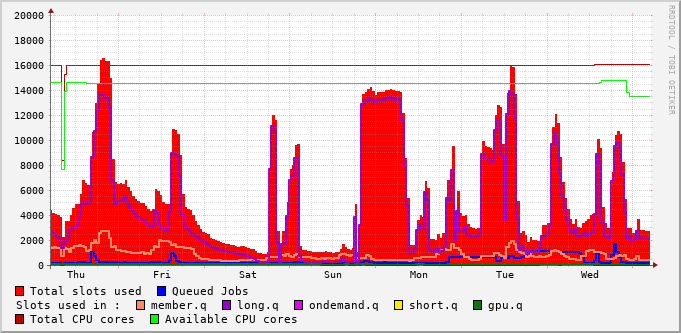 20000
18000
16000
14000
12000
10000
8000
6000
4000
2000
0
Thu Fri Sat Sun Mon Tue Wed
RRDTOOL / TOBI OETIKER
Total slots used Queued Jobs
Slots used in : member.q long.q ondemand.q short.q gpu.q
Total CPU cores Available CPU cores